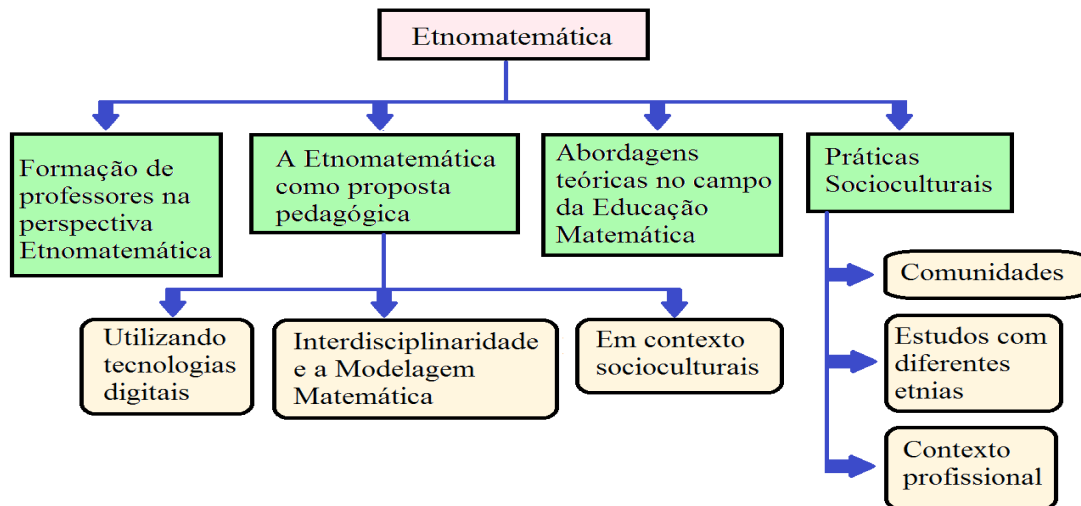 Etnomatemática
Formação de
professores na
perspectiva
Etnomatemática
A Etnomatemática
como proposta
pedagógica
Abordagens
teóricas no campo
da Educação
Matemática
Práticas
Socioculturais
Utilizando
tecnologias
digitais
Interdisciplinaridade
e a Modelagem
Matemática
Em contexto
socioculturais
Comunidades
Estudos com
diferentes
etnias
Contexto
profissional